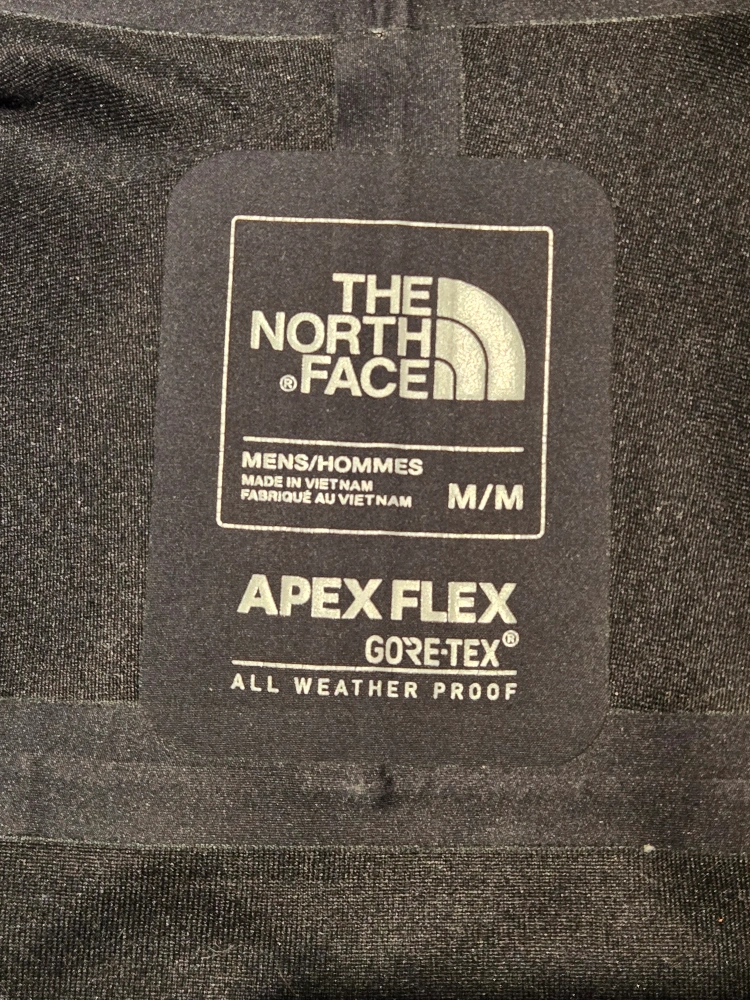 THE
NORTH
®FACE
MENS/HOMMES
MADE IN VIETNAM
FABRIQUÉ AU VIETNAM
M/M
APEX FLEX
GORE-TEX®
ALL WEATHER PROOF